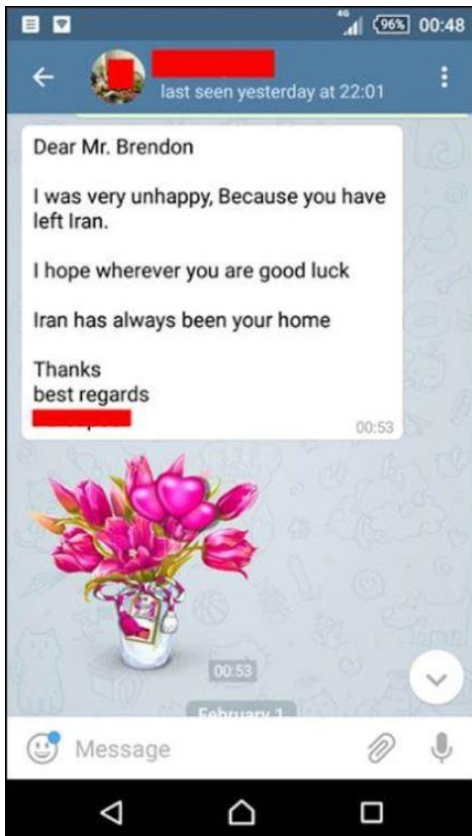 4G 96% 00:48
last seen yesterday at 22:01
Dear Mr. Brendon
I was very unhappy, Because you have
left Iran.
I hope wherever you are good luck
Iran has always been your home
Thanks
best regards
00:53
00:53
February 1
Message